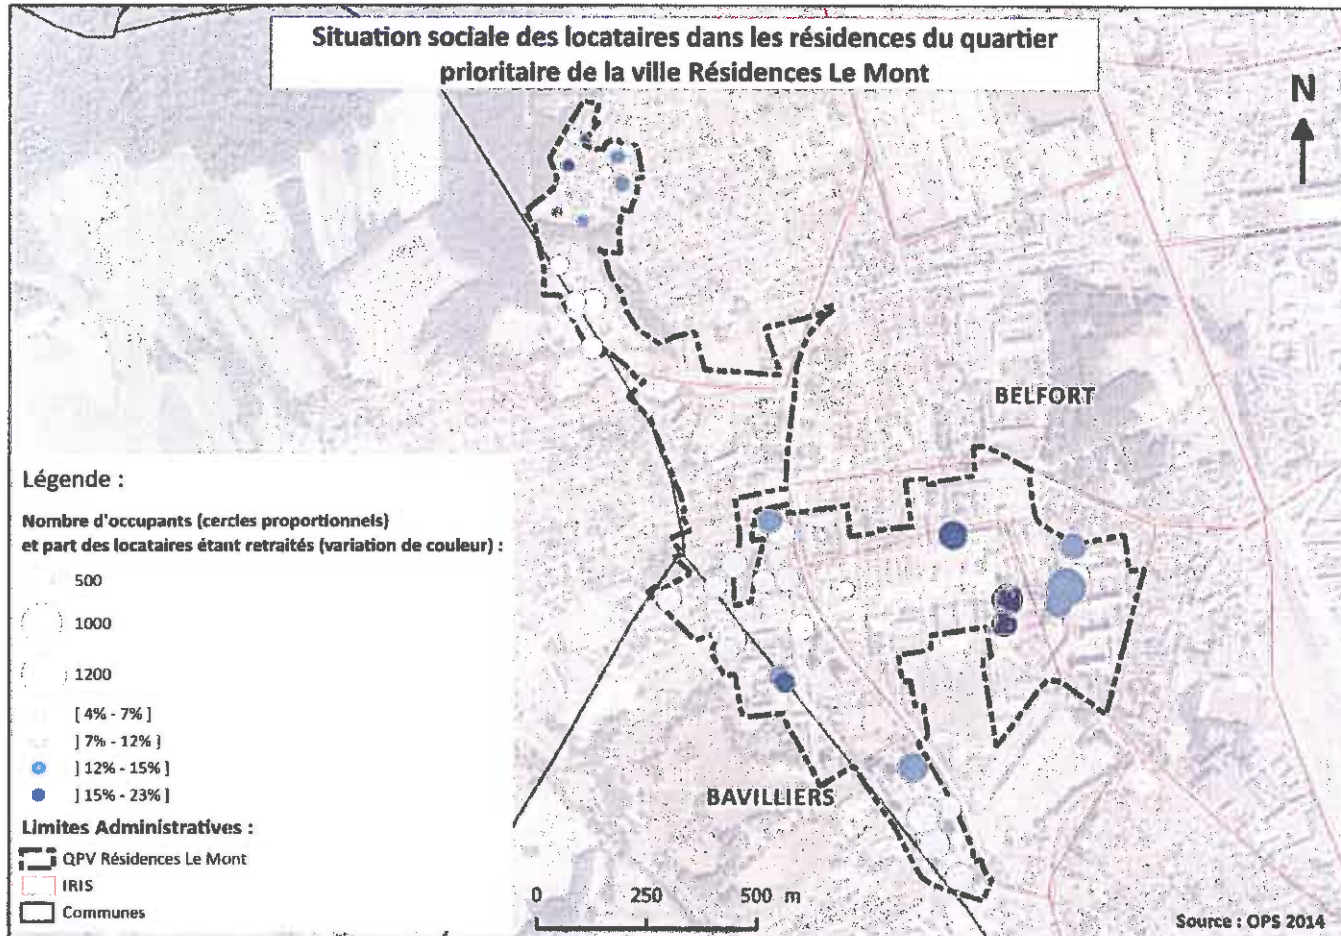 Situation sociale des locataires dans les résidences du quartier
prioritaire de la ville Résidences Le Mont
N
BELFORT
BAVILLIERS
Légende :
Nombre d'occupants (cercles proportionnels)
et part des locataires étant retraités (variation de couleur) :
500
1000
1200
[ 4% - 7% ]
] 7% - 12% ]
] 12% - 15% ]
] 15% - 23% ]
Limites Administratives :
QPV Résidences Le Mont
IRIS
Communes
0 250 500 m
Source : OPS 2014